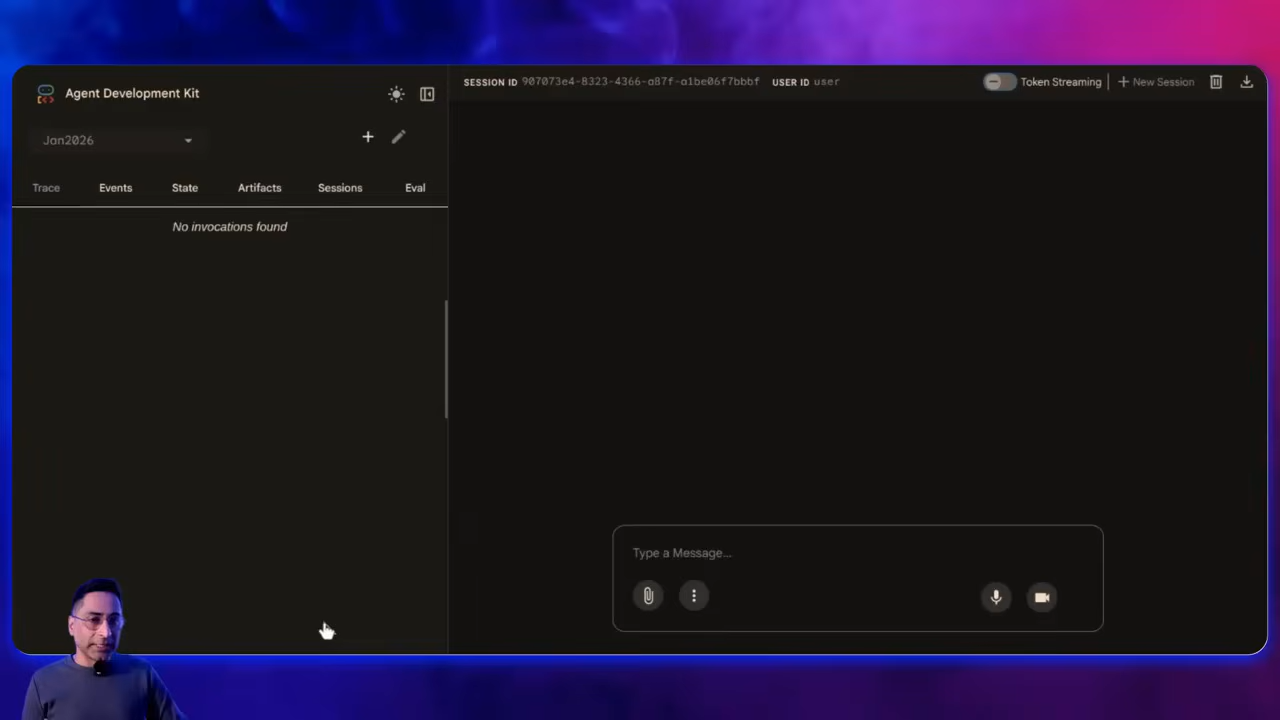 Agent Development Kit
SESSION ID 907073e4-8323-4366-a87f-a1be06f7bbbf USER ID user
Token Streaming
New Session
Jan2026
Trace Events State Artifacts Sessions Eval
No invocations found
Type a Message...